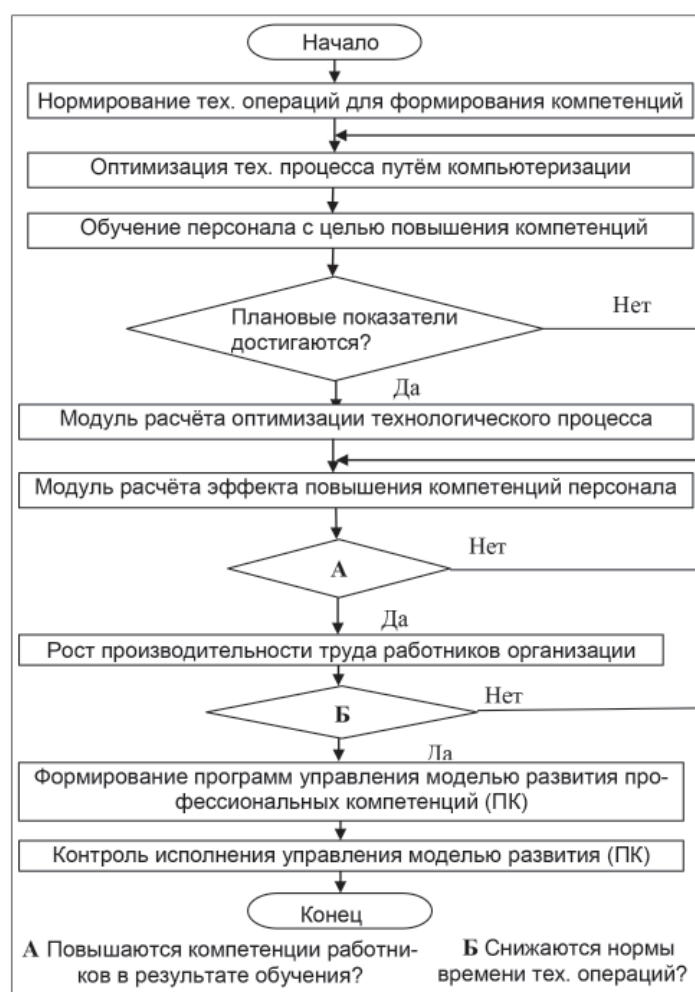 Начало
Нормирование тех. операций для формирования компетенций
Оптимизация тех. процесса путём компьютеризации
Обучение персонала с целью повышения компетенций
Плановые показатели
достигаются?
Нет
Да
Модуль расчёта оптимизации технологического процесса
Модуль расчёта эффекта повышения компетенций персонала
А
Нет
Да
Рост производительности труда работников организации
Б
Нет
Да
Формирование программ управления моделью развития про-
фессиональных компетенций (ПК)
Контроль исполнения управления моделью развития (ПК)
Конец
А Повышаются компетенции работни-
ков в результате обучения?
Б Снижаются нормы
времени тех. операций?